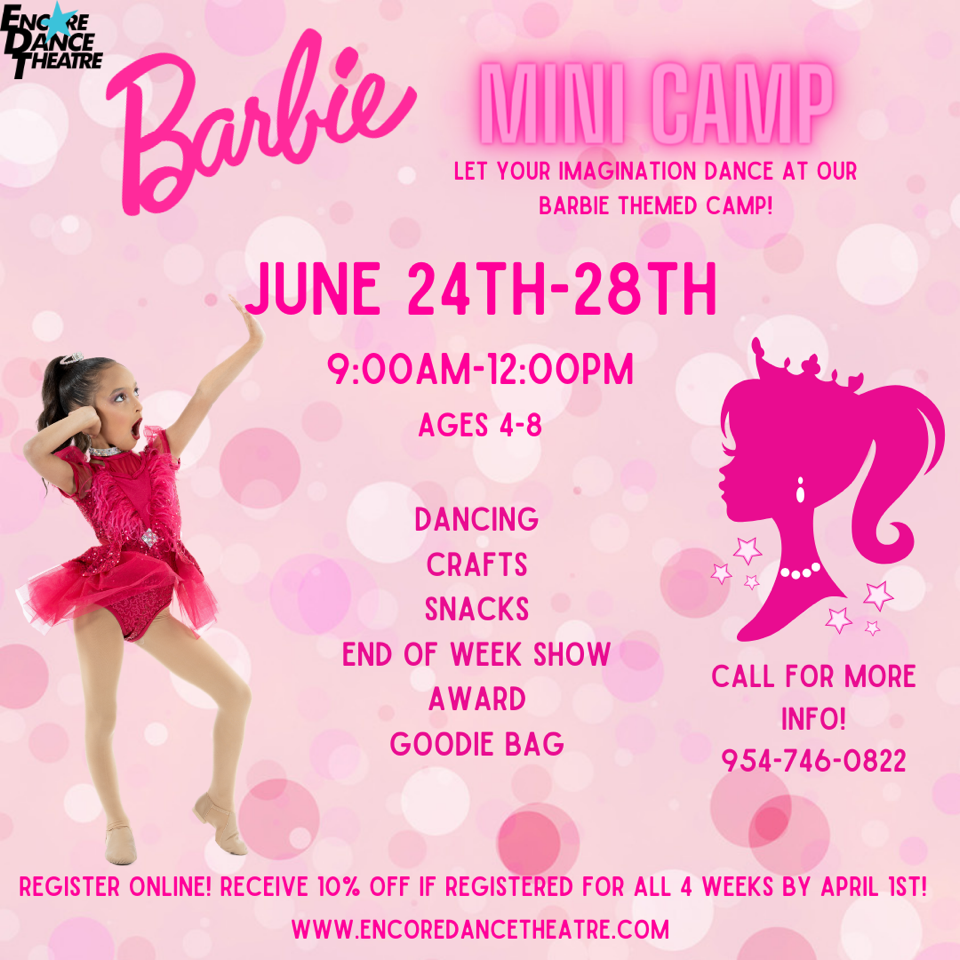 ENCORE
DANCE
THEATRE
Barbie
MINI CAMP
LET YOUR IMAGINATION DANCE AT OUR
BARBIE THEMED CAMP!
JUNE 24TH-28TH
9:00AM-12:00PM
AGES 4-8
DANCING
CRAFTS
SNACKS
END OF WEEK SHOW
AWARD
GOODIE BAG
CALL FOR MORE
INFO!
954-746-0822
REGISTER ONLINE! RECEIVE 10% OFF IF REGISTERED FOR ALL 4 WEEKS BY APRIL 1ST!
WWW.ENCOREDANCETHEATRE.COM